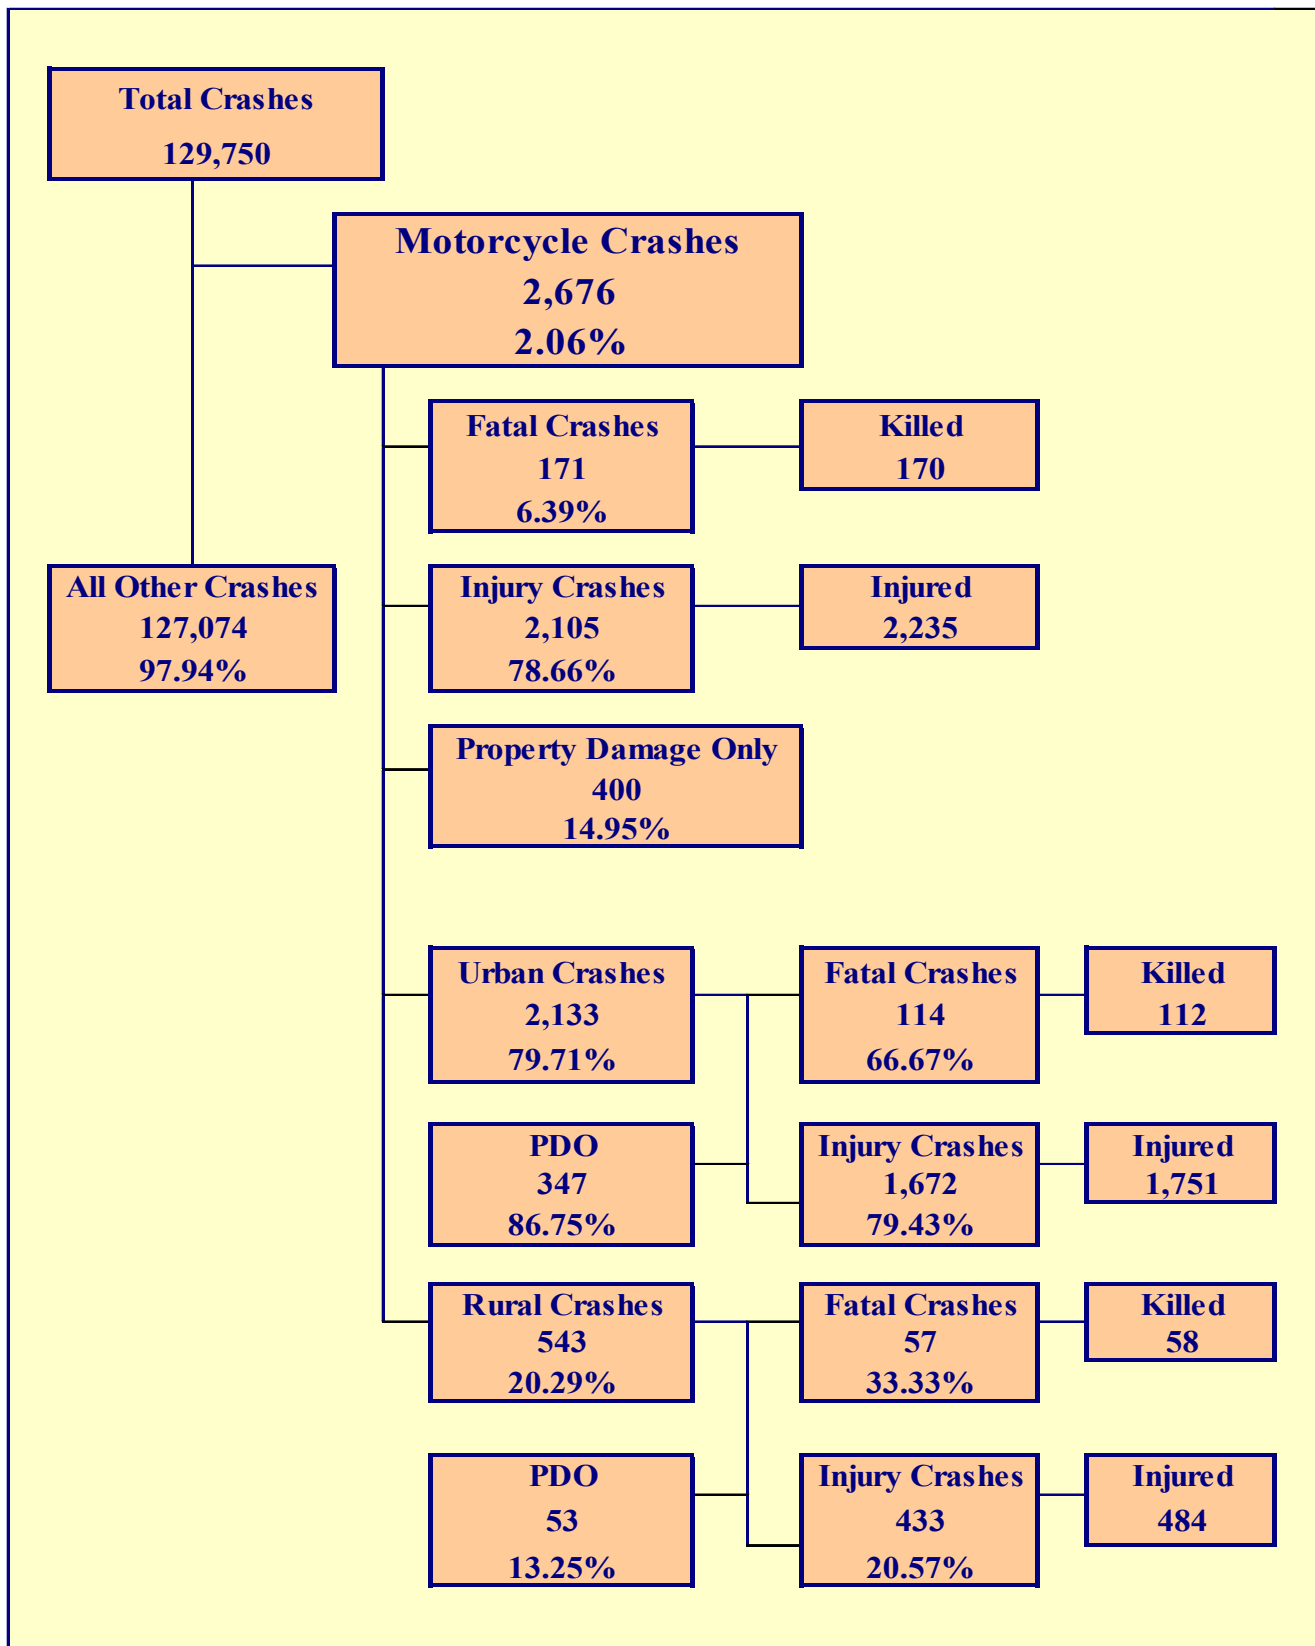 Total Crashes
129,750
Motorcycle Crashes
2,676
2.06%
Fatal Crashes
171
6.39%
Killed
170
All Other Crashes
127,074
97.94%
Injury Crashes
2,105
78.66%
Injured
2,235
Property Damage Only
400
14.95%
Urban Crashes
2,133
79.71%
Fatal Crashes
114
66.67%
Killed
112
PDO
347
86.75%
Injury Crashes
1,672
79.43%
Injured
1,751
Rural Crashes
543
20.29%
Fatal Crashes
57
33.33%
Killed
58
PDO
53
13.25%
Injury Crashes
433
20.57%
Injured
484